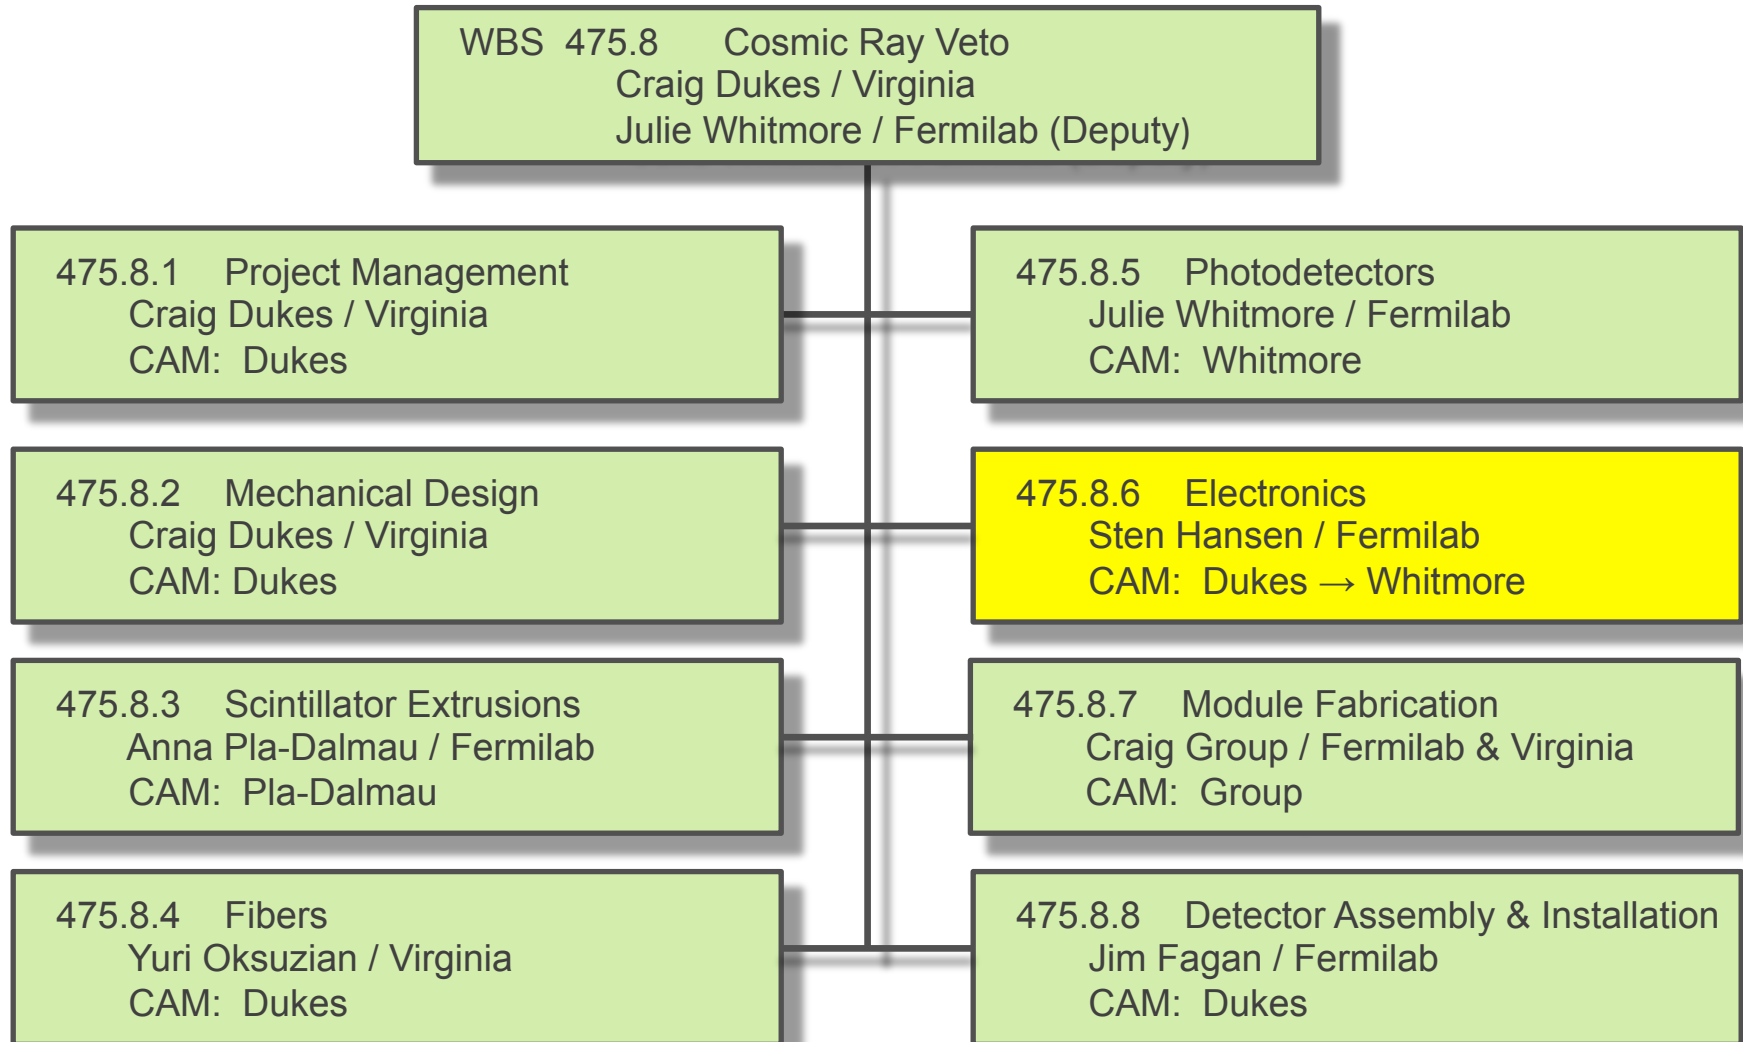 WBS 475.8 Cosmic Ray Veto
Craig Dukes / Virginia
Julie Whitmore / Fermilab (Deputy)
475.8.1 Project Management
Craig Dukes / Virginia
CAM: Dukes
475.8.2 Mechanical Design
Craig Dukes / Virginia
CAM: Dukes
475.8.3 Scintillator Extrusions
Anna Pla-Dalmau / Fermilab
CAM: Pla-Dalmau
475.8.4 Fibers
Yuri Oksuzian / Virginia
CAM: Dukes
475.8.5 Photodetectors
Julie Whitmore / Fermilab
CAM: Whitmore
475.8.6 Electronics
Sten Hansen / Fermilab
CAM: Dukes → Whitmore
475.8.7 Module Fabrication
Craig Group / Fermilab & Virginia
CAM: Group
475.8.8 Detector Assembly & Installation
Jim Fagan / Fermilab
CAM: Dukes